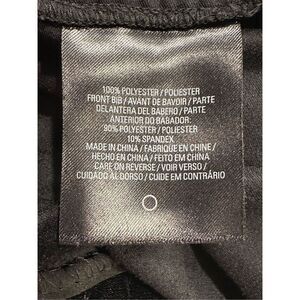 100% POLYESTER / POLIESTER
FRONT BIB / AVANT DE BAVOIR / PARTE
DELANTERA DEL BABERO / PARTE
ANTERIOR DO BABADOR:
90% POLYESTER / POLIESTER
10% SPANDEX
MADE IN CHINA / FABRIQUE EN CHINE /
HECHO EN CHINA / FEITO EM CHINA
CARE ON REVERSE / VOIR VERSO /
CUIDADO AL DORSO / CUIDE EM CONTRÁRIO